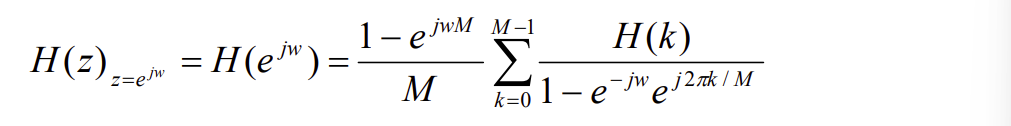 H(z)_{z=e^{jw}} = H(e^{jw}) = \frac{1 - e^{jwM}}{M} \sum_{k=0}^{M-1} \frac{H(k)}{1 - e^{-jw} e^{j2\pi k / M}}